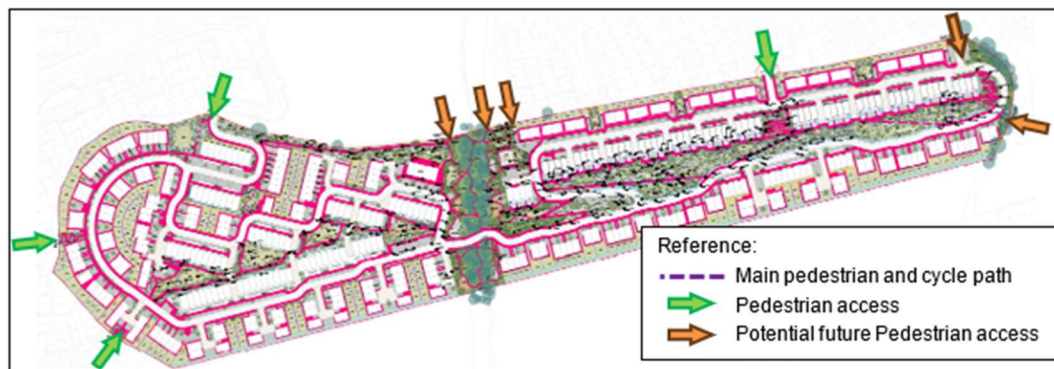 Reference:
Main pedestrian and cycle path
Pedestrian access
Potential future Pedestrian access